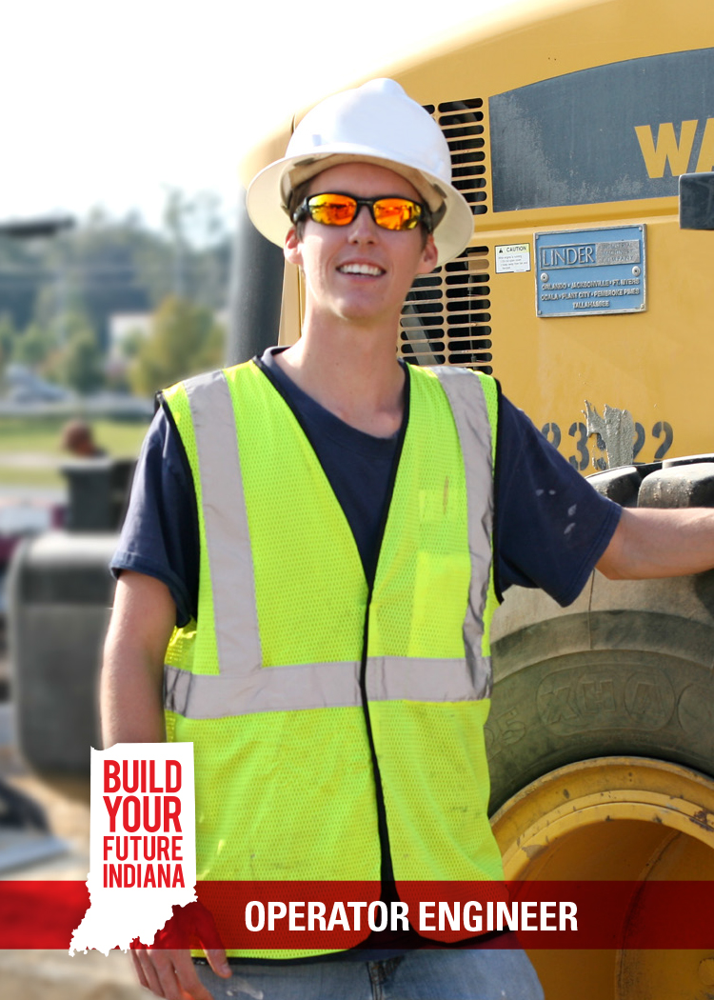 WA
CAUTION
LINDER
ORLANDO • JACKSONVILLE • FT. MYERS
OCALA • PLANT CITY • PEMBROKE PINES
TALLAHASSEE
22
BUILD
YOUR
FUTURE
INDIANA
OPERATOR ENGINEER